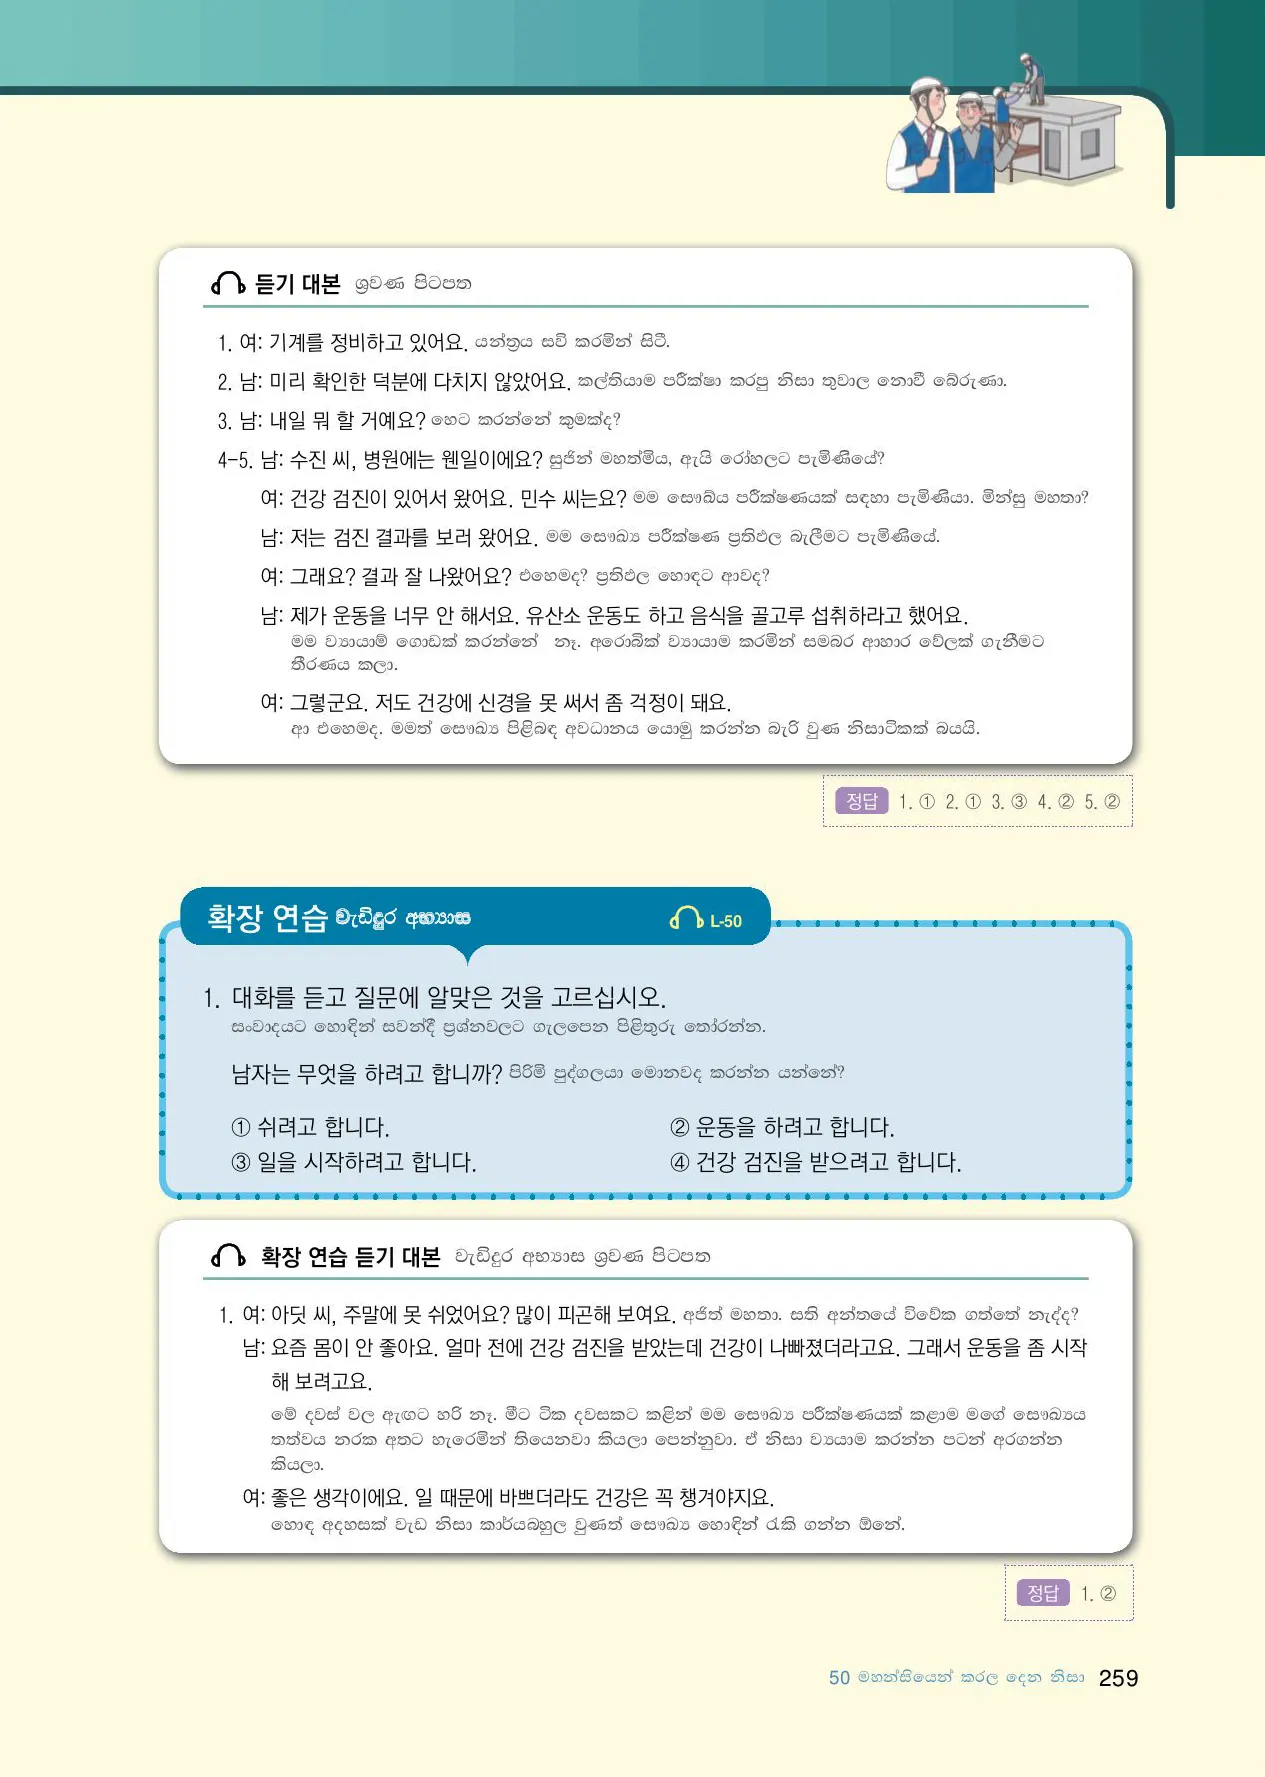 듣기 대본 ශ්‍රවණ පිටපත
1. 여: 기계를 정비하고 있어요. යන්ත්‍රය සවි කරමින් සිටී.
2. 남: 미리 확인한 덕분에 다치지 않았어요. කල්තියාම පරීක්ෂා කරපු නිසා තුවාල නොවී බේරුණා.
3. 남: 내일 뭐 할 거예요? හෙට කරන්නේ කුමක්ද?
4-5. 남: 수진 씨, 병원에는 웬일이에요? සුජින් මහත්මිය, ඇයි රෝහලට පැමිණියේ?
여: 건강 검진이 있어서 왔어요. 민수 씨는요? මම සෞඛ්ය පරීක්ෂණයක් සඳහා පැමිණියා. මින්සු මහතා?
남: 저는 검진 결과를 보러 왔어요. මම සෞඛ්‍ය පරීක්ෂණ ප්‍රතිඵල බැලීමට පැමිණියේ.
여: 그래요? 결과 잘 나왔어요? එහෙමද? ප්‍රතිඵල හොඳට ආවද?
남: 제가 운동을 너무 안 해서요. 유산소 운동도 하고 음식을 골고루 섭취하라고 했어요.
මම ව්‍යායාම් ගොඩක් කරන්නේ නෑ. අරොබික් ව්‍යායාම කරමින් සමබර ආහාර වේලක් ගැනීමට
තීරණය කලා.
여: 그렇군요. 저도 건강에 신경을 못 써서 좀 걱정이 돼요.
ආ එහෙමද. මමත් සෞඛ්‍ය පිළිබඳ අවධානය යොමු කරන්න බැරි වුණ නිසාටිකක් බයයි.
정답 1. ① 2. ① 3. ③ 4. ② 5. ②
확장 연습 වැඩිදුර අභ්‍යාස L-50
1. 대화를 듣고 질문에 알맞은 것을 고르십시오.
සංවාදයට හොඳින් සවන්දී ප්‍රශ්නවලට ගැලපෙන පිළිතුරු තෝරන්න.
남자는 무엇을 하려고 합니까? පිරිමි පුද්ගලයා මොනවද කරන්න යන්නේ?
① 쉬려고 합니다. ② 운동을 하려고 합니다.
③ 일을 시작하려고 합니다. ④ 건강 검진을 받으려고 합니다.
확장 연습 듣기 대본 වැඩිදුර අභ්‍යාස ශ්‍රවණ පිටපත
1. 여: 아딧 씨, 주말에 못 쉬었어요? 많이 피곤해 보여요. අජිත් මහතා. සති අන්තයේ විවේක ගත්තේ නැද්ද?
남: 요즘 몸이 안 좋아요. 얼마 전에 건강 검진을 받았는데 건강이 나빠졌더라고요. 그래서 운동을 좀 시작
해 보려고요.
මේ දවස් වල ඇඟට හරි නෑ. මීට ටික දවසකට කළින් මම සෞඛ්‍ය පරීක්ෂණයක් කළාම මගේ සෞඛ්‍යය
තත්වය නරක අතට හැරෙමින් තියෙනවා කියලා පෙන්නුවා. ඒ නිසා ව්‍යයාම කරන්න පටන් අරගන්න
කියලා.
여: 좋은 생각이에요. 일 때문에 바쁘더라도 건강은 꼭 챙겨야지요.
හොඳ අදහසක් වැඩ නිසා කාර්යබහුල වුණත් සෞඛ්‍ය හොඳින් රැකි ගන්න ඕනේ.
정답 1. ②
50 මහන්සියෙන් කරල දෙන නිසා 259